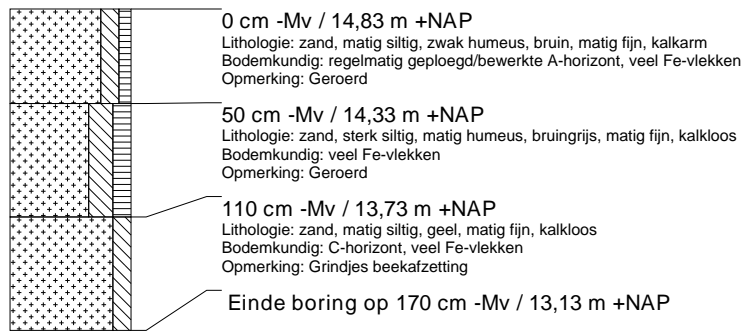 0 cm -Mv / 14,83 m +NAP
Lithologie: zand, matig siltig, zwak humeus, bruin, matig fijn, kalkarm
Bodemkundig: regelmatig geploegd/bewerkte A-horizont, veel Fe-vlekken
Opmerking: Geroerd
50 cm -Mv / 14,33 m +NAP
Lithologie: zand, sterk siltig, matig humeus, bruingrijs, matig fijn, kalkloos
Bodemkundig: veel Fe-vlekken
Opmerking: Geroerd
110 cm -Mv / 13,73 m +NAP
Lithologie: zand, matig siltig, geel, matig fijn, kalkloos
Bodemkundig: C-horizont, veel Fe-vlekken
Opmerking: Grindjes beekafzetting
Einde boring op 170 cm -Mv / 13,13 m +NAP